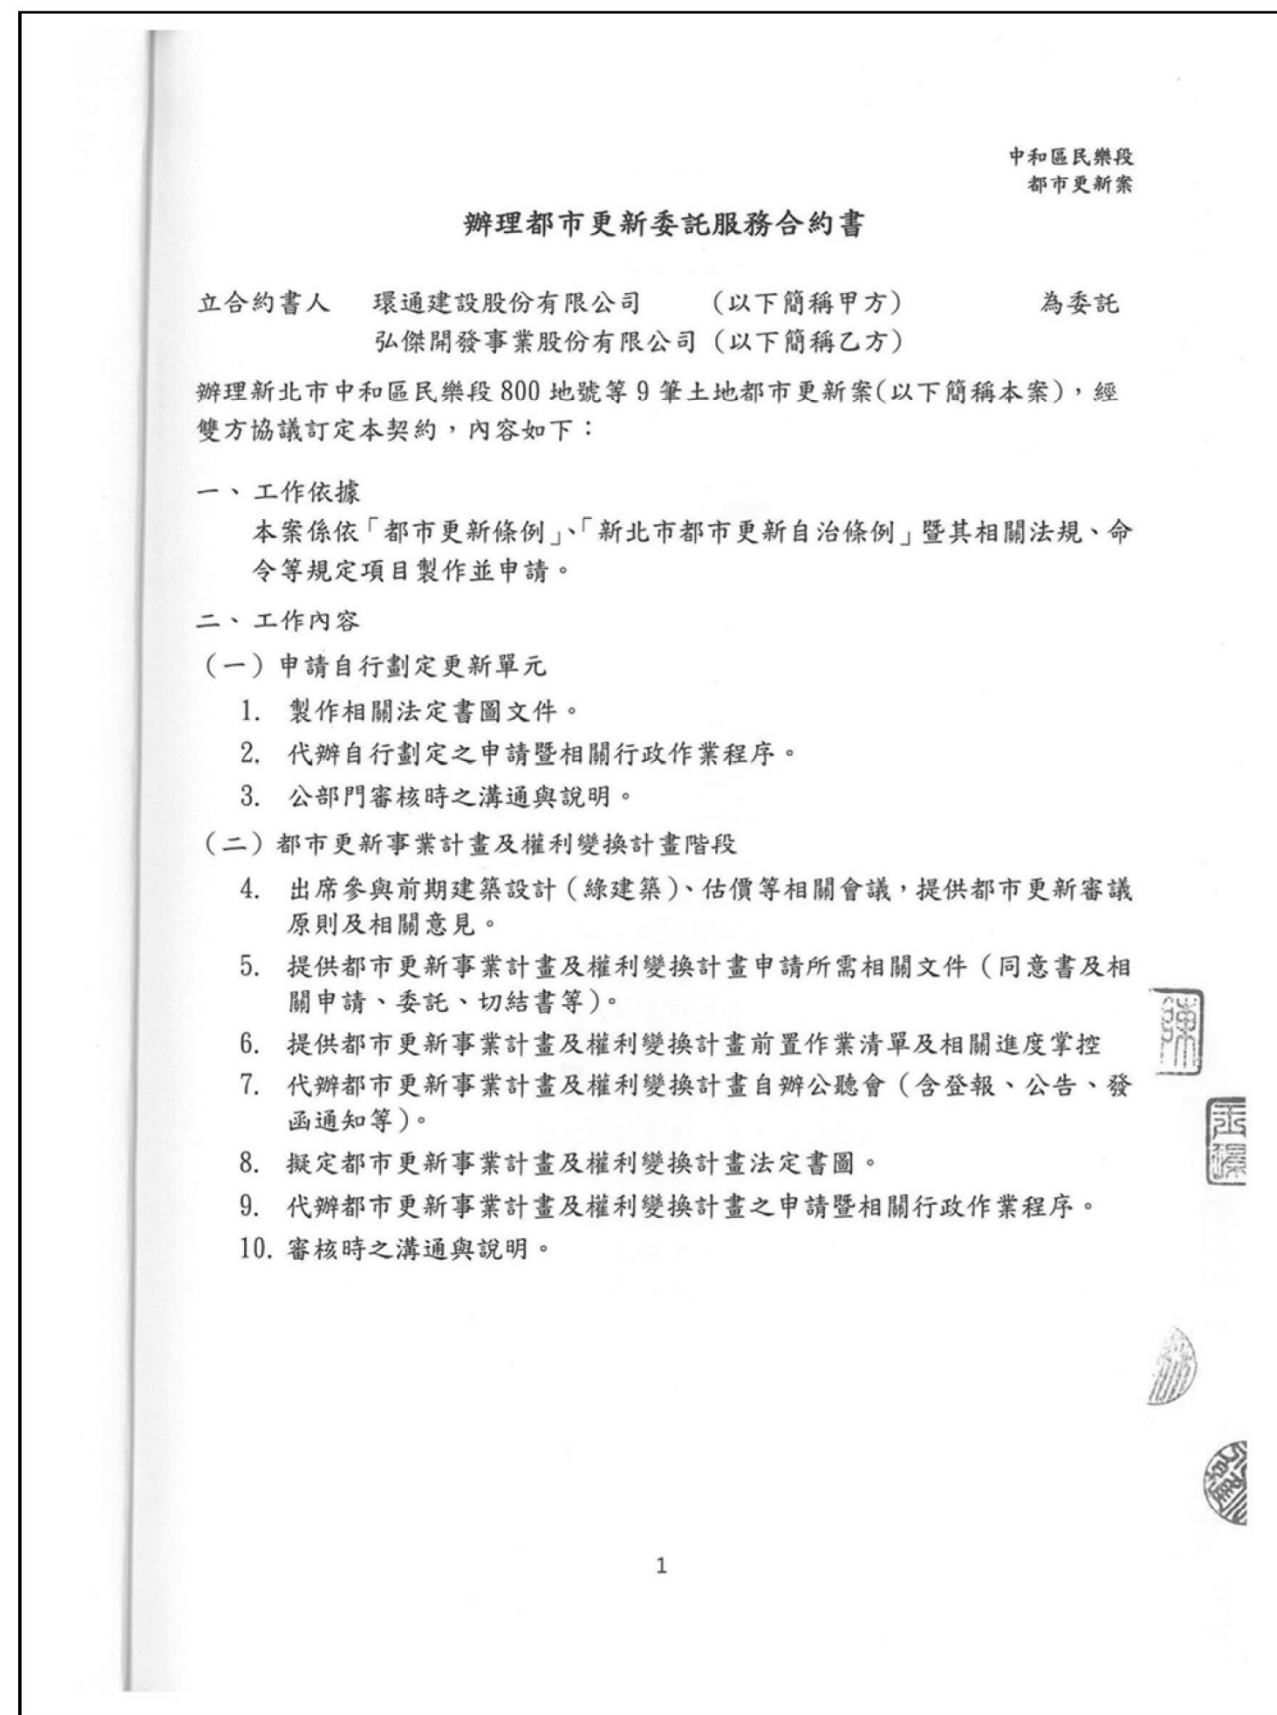 中和區民樂段
都市更新案
辦理都市更新委託服務合約書
立合約書人 環通建設股份有限公司 (以下簡稱甲方) 為委託
弘傑開發事業股份有限公司(以下簡稱乙方)
辦理新北市中和區民樂段 800 地號等 9 筆土地都市更新案(以下簡稱本案),經
雙方協議訂定本契約,內容如下:
一、工作依據
本案係依「都市更新條例」、「新北市都市更新自治條例」暨其相關法規、命
令等規定項目製作並申請。
二、工作內容
(一)申請自行劃定更新單元
1. 製作相關法定書圖文件。
2. 代辦自行劃定之申請暨相關行政作業程序。
3. 公部門審核時之溝通與說明。
(二)都市更新事業計畫及權利變換計畫階段
4. 出席參與前期建築設計(綠建築)、估價等相關會議,提供都市更新審議
原則及相關意見。
5. 提供都市更新事業計畫及權利變換計畫申請所需相關文件(同意書及相
關申請、委託、切結書等)。
6. 提供都市更新事業計畫及權利變換計畫前置作業清單及相關進度掌控
7. 代辦都市更新事業計畫及權利變換計畫自辦公聽會(含登報、公告、發
函通知等)。
8. 擬定都市更新事業計畫及權利變換計畫法定書圖。
9. 代辦都市更新事業計畫及權利變換計畫之申請暨相關行政作業程序。
10. 審核時之溝通與說明。
1